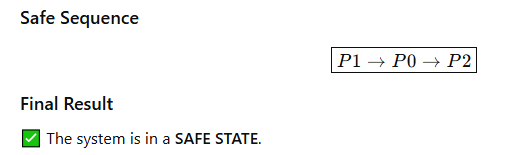 Safe Sequence
P1 → P0 → P2
Final Result
✅ The system is in a SAFE STATE.